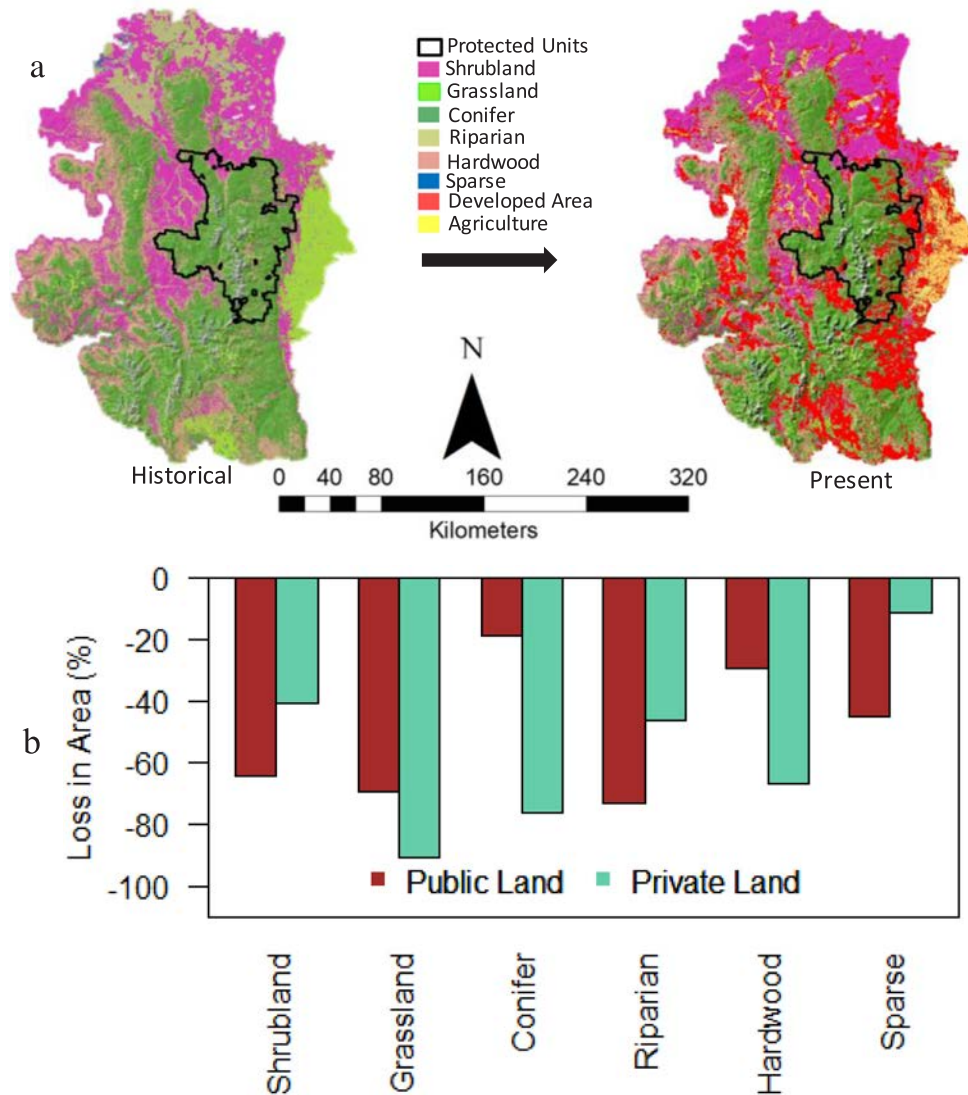 a
Protected Units
Shrubland
Grassland
Conifer
Riparian
Hardwood
Sparse
Developed Area
Agriculture
N
Historical
Present
0 40 80 160 240 320
Kilometers
b
Loss in Area (%)
0
-20
-40
-60
-80
-100
Public Land
Private Land
Shrubland
Grassland
Conifer
Riparian
Hardwood
Sparse